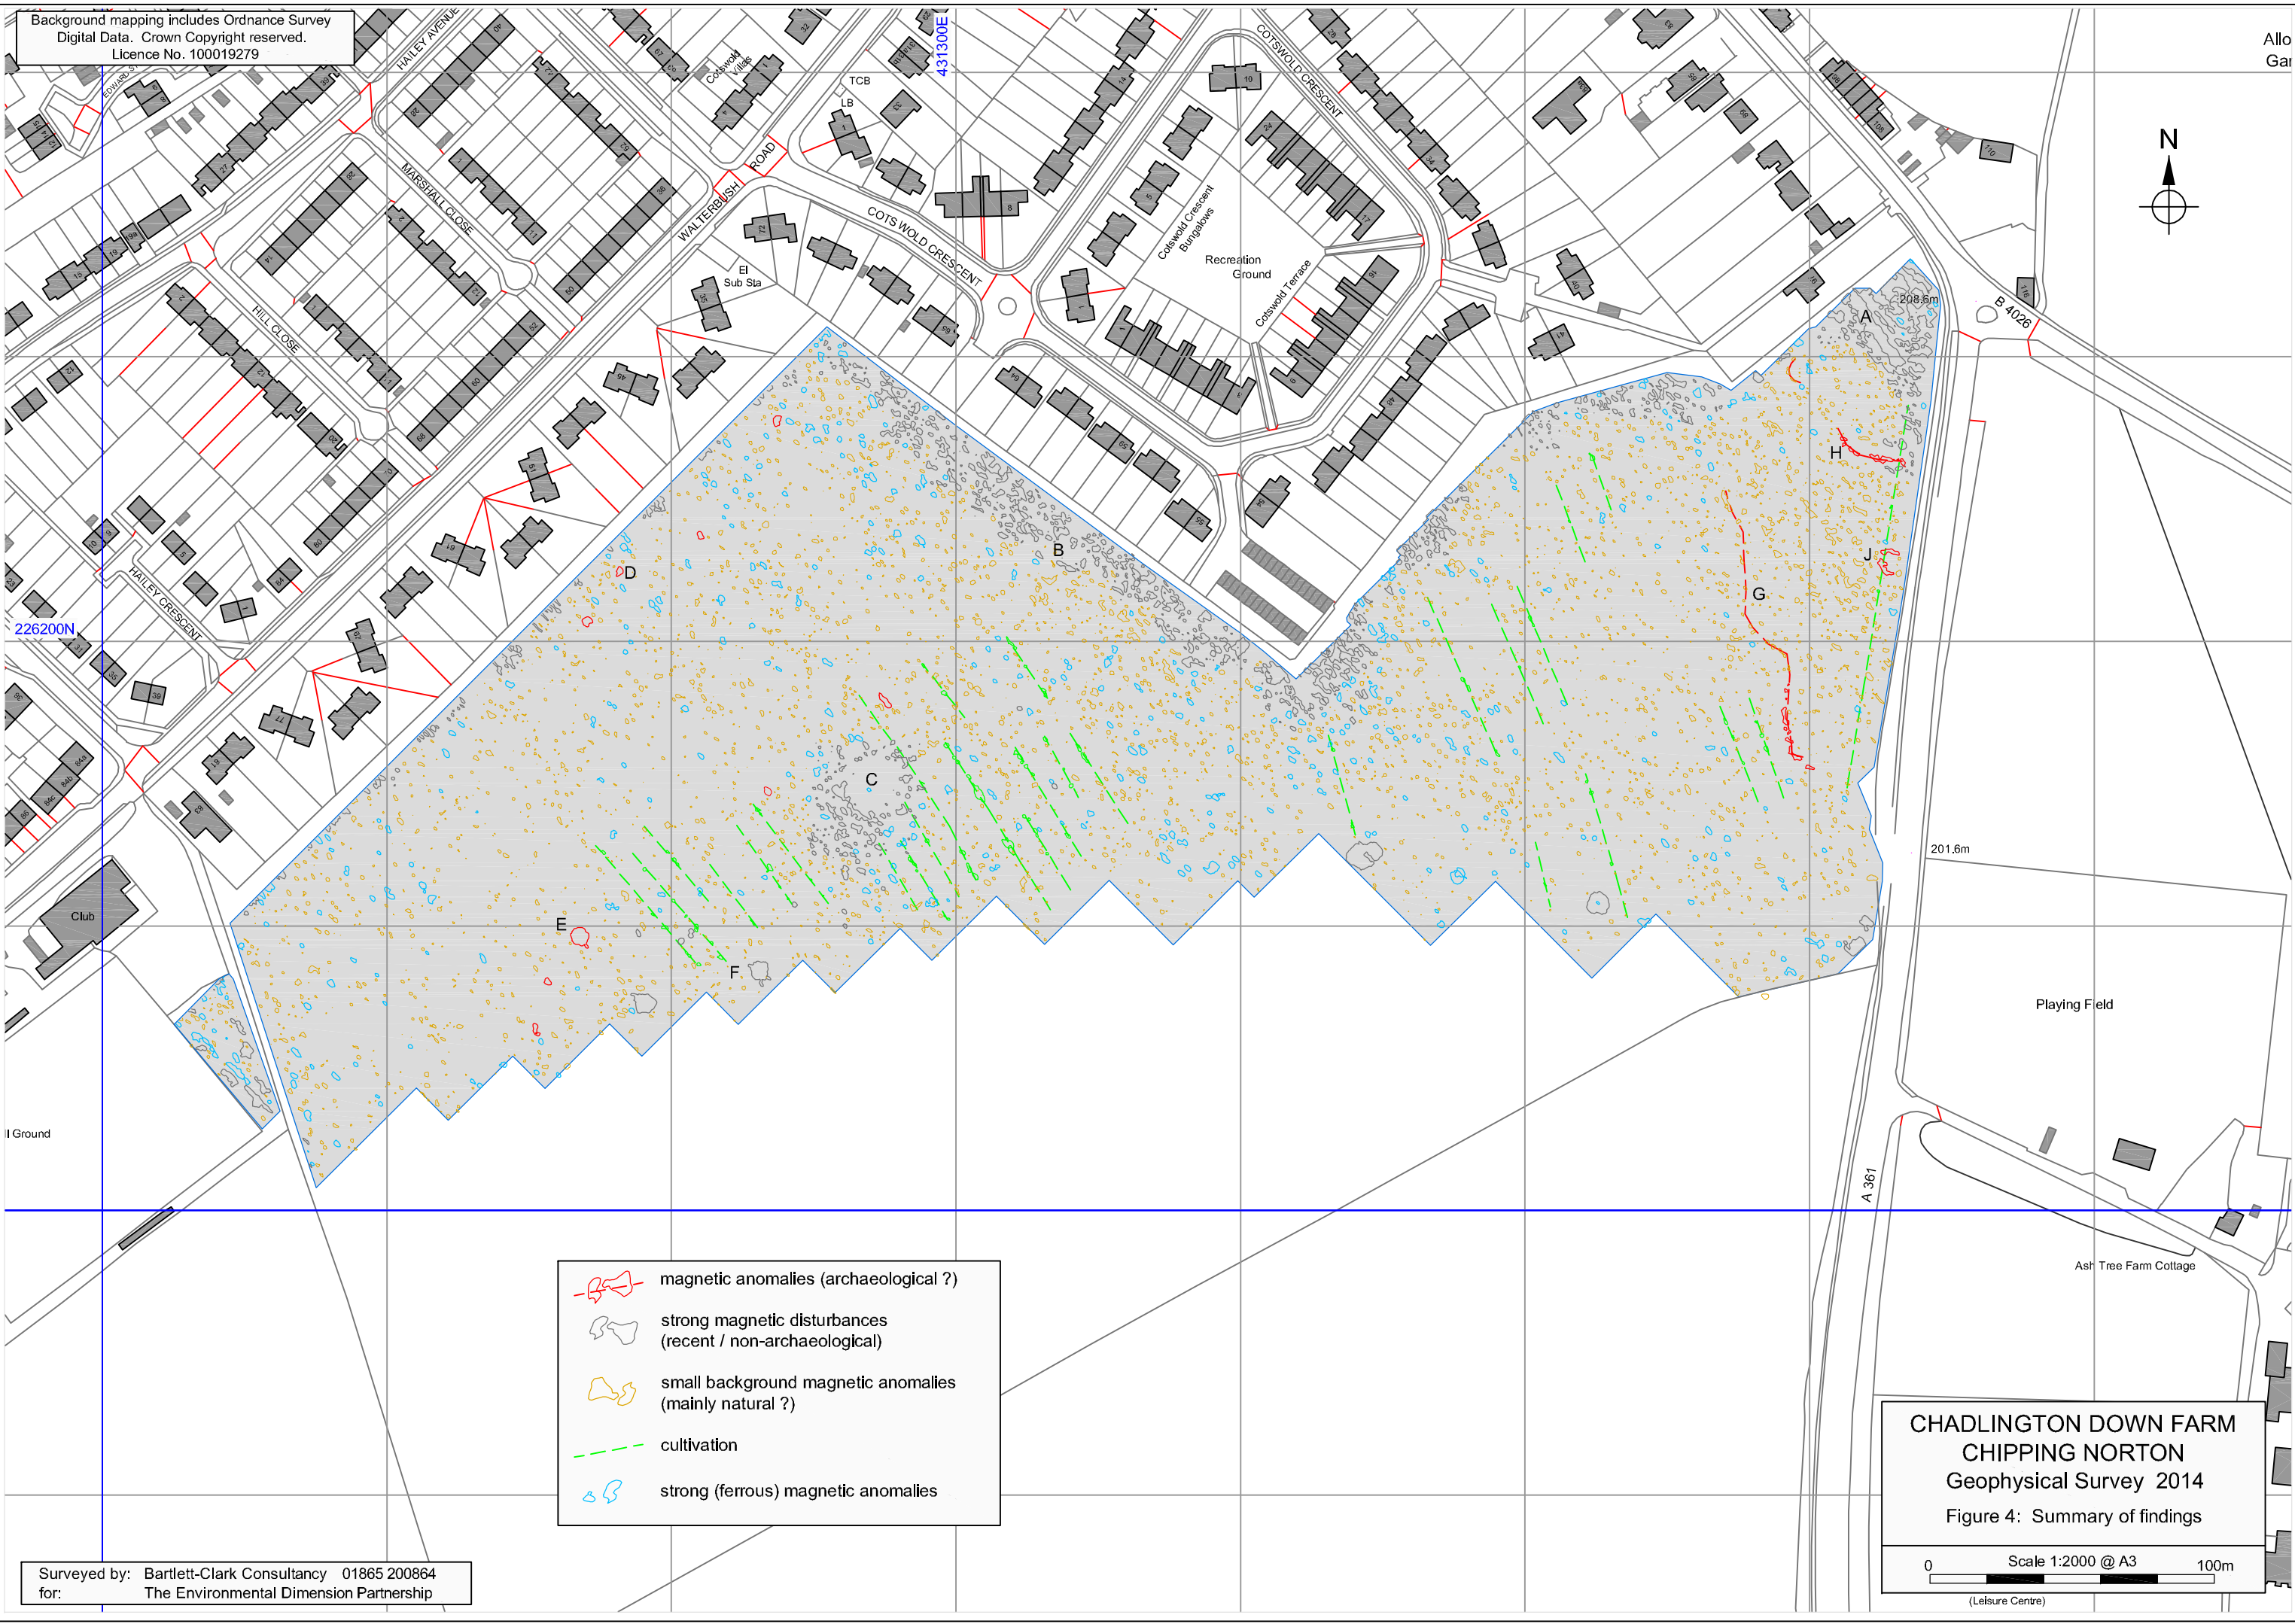 Background mapping includes Ordnance Survey
Digital Data.  Crown Copyright reserved.
Licence No. 100019279
HAILEY AVENUE
431300E
COTSWOLD CRESCENT
Allo
Gar
Cotswold
Villas
TCB
LB
N
MARSHALL CLOSE
WALTERBUSH
ROAD
COTSWOLD CRESCENT
Cotswold Crescent
Bungalows
Recreation
Ground
El
Sub Sta
Cotswold Terrace
HILL CLOSE
208.6m
A
B 4026
H
B
J
D
G
HAILEY CRESCENT
226200N
C
201.6m
Club
E
F
Playing Field
ll Ground
A 361
Ash Tree Farm Cottage
magnetic anomalies (archaeological ?)
strong magnetic disturbances
(recent / non-archaeological)
small background magnetic anomalies
(mainly natural ?)
cultivation
strong (ferrous) magnetic anomalies
CHADLINGTON DOWN FARM
CHIPPING NORTON
Geophysical Survey  2014
Figure 4:  Summary of findings
Scale 1:2000 @ A3
0 100m
(Leisure Centre)
Surveyed by: Bartlett-Clark Consultancy 01865 200864
for: The Environmental Dimension Partnership